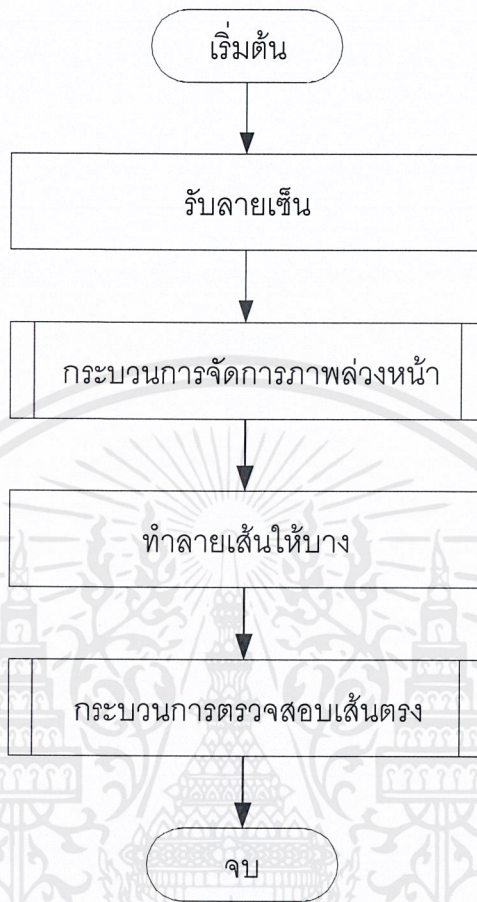 เริ่มต้น
รับลายเซ็น
กระบวนการจัดการภาพล่วงหน้า
ทำลายเส้นให้บาง
กระบวนการตรวจสอบเส้นตรง
จบ